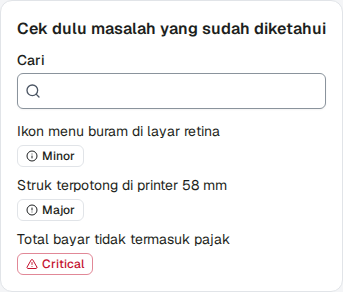 Cek dulu masalah yang sudah diketahui
Cari
Ikon menu buram di layar retina
Minor
Struk terpotong di printer 58 mm
Major
Total bayar tidak termasuk pajak
Critical